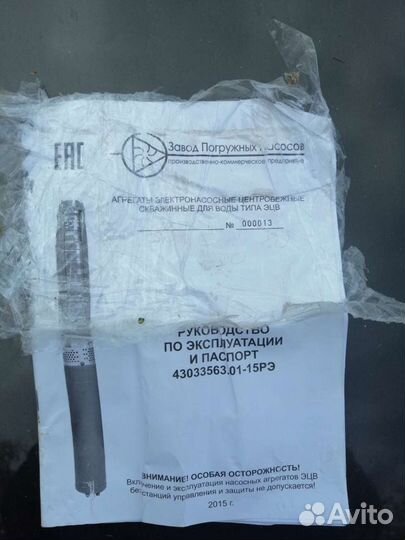 EAC
Завод Погружных Насосов
производственно-коммерческое предприятие
АГРЕГАТЫ ЭЛЕКТРОНАСОСНЫЕ ЦЕНТРОБЕЖНЫЕ
СКВАЖИННЫЕ ДЛЯ ВОДЫ ТИПА ЭЦВ
№ 000013
РУКОВОДСТВО
ПО ЭКСПЛУАТАЦИИ
И ПАСПОРТ
43033563.01-15РЭ
ВНИМАНИЕ! ОСОБАЯ ОСТОРОЖНОСТЬ!
Включение и эксплуатация насосных агрегатов ЭЦВ
без станций управления и защиты не допускается!
2015 г.
Avito